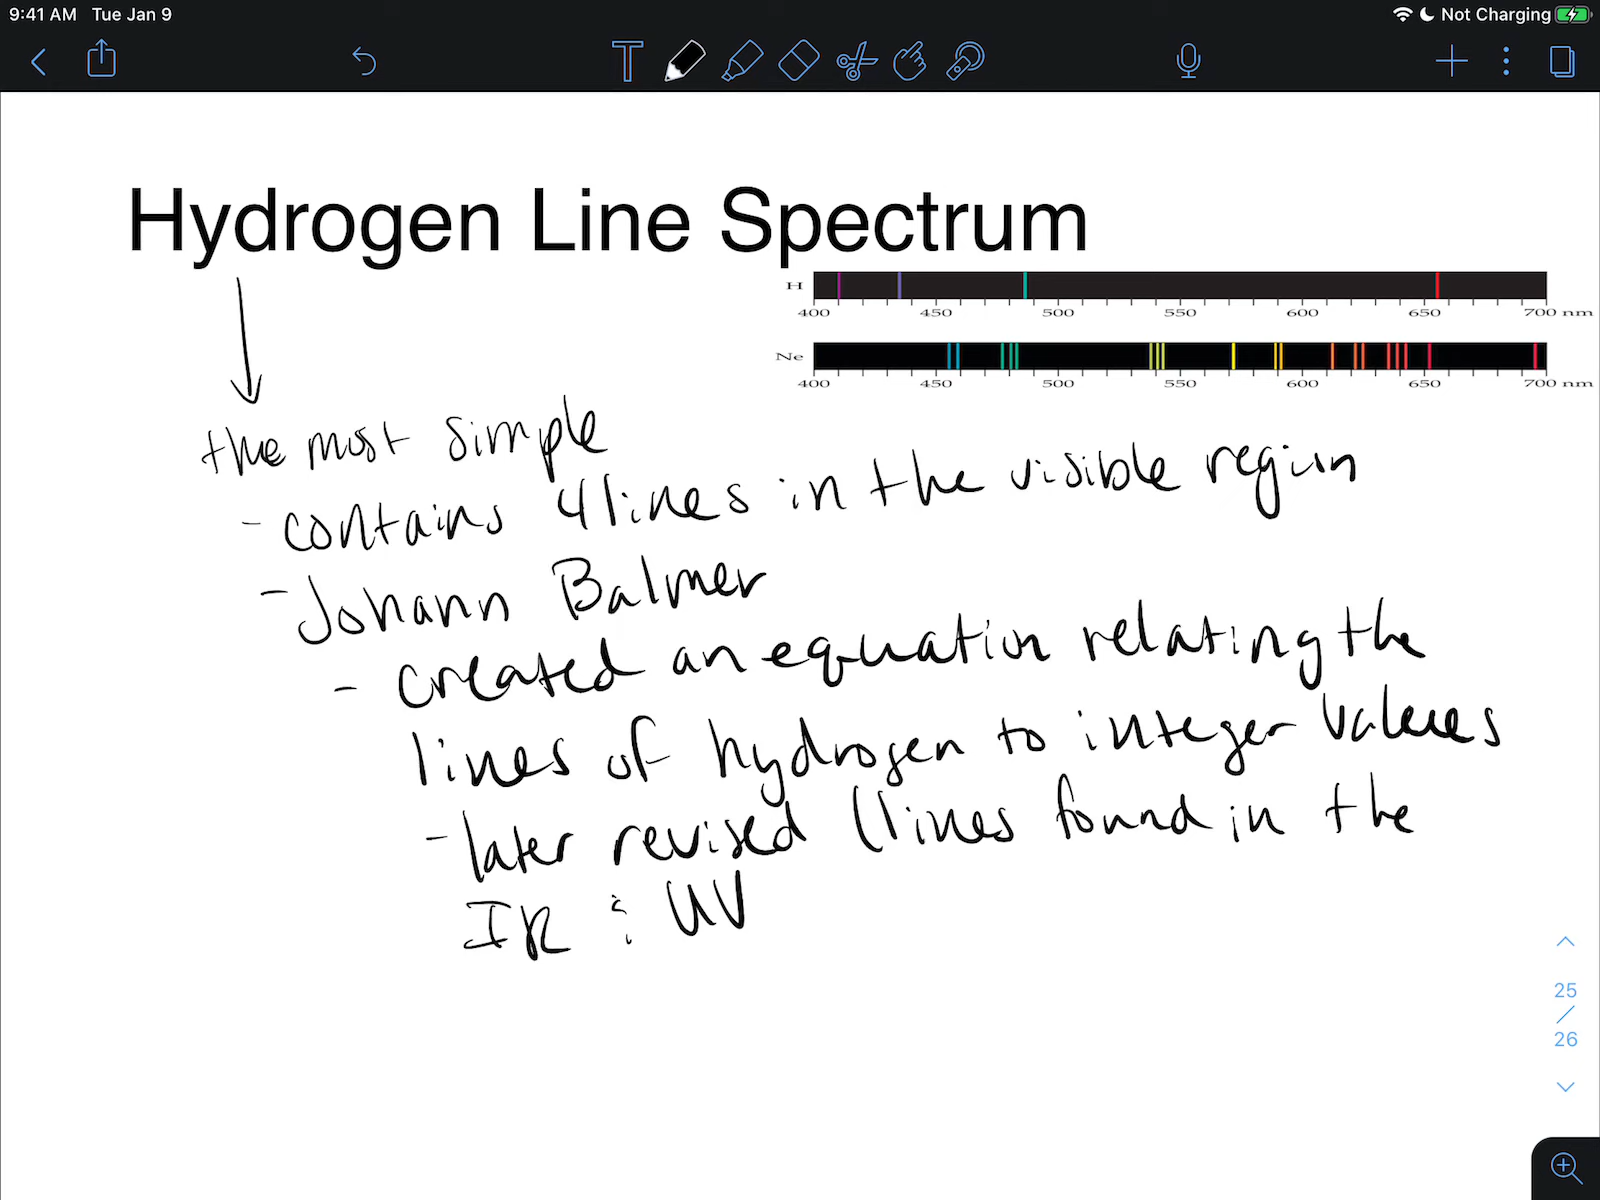 9:41 AM Tue Jan 9
Not Charging
T
Hydrogen Line Spectrum
H
400 450 500 550 600 650 700 nm
Ne
400 450 500 550 600 650 700 nm
the most simple
- contains 4 lines in the visible region
- Johann Balmer
- created an equation relating the
lines of hydrogen to integer values
- later revised (lines found in the
IR & UV
25
/
26